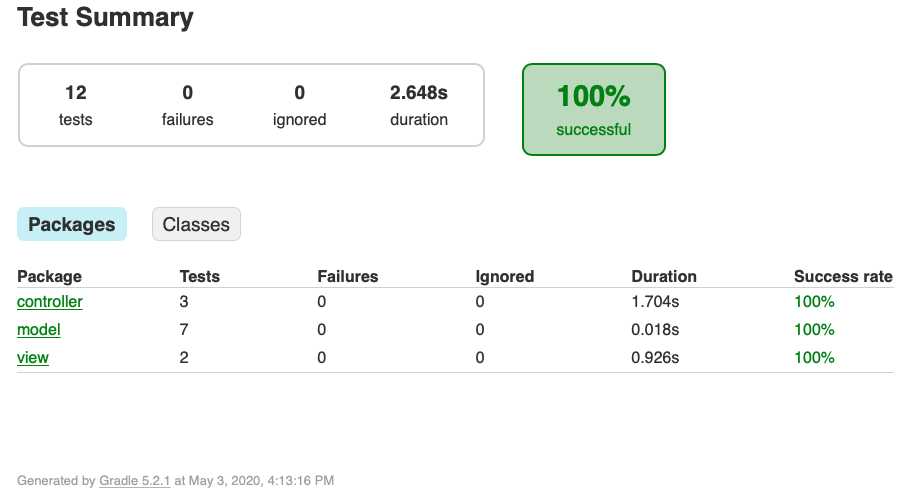 Test Summary
12 0 0 2.648s
tests failures ignored duration
100%
successful
Packages Classes
Package Tests Failures Ignored Duration Success rate
controller 3 0 0 1.704s 100%
model 7 0 0 0.018s 100%
view 2 0 0 0.926s 100%
Generated by Gradle 5.2.1 at May 3, 2020, 4:13:16 PM